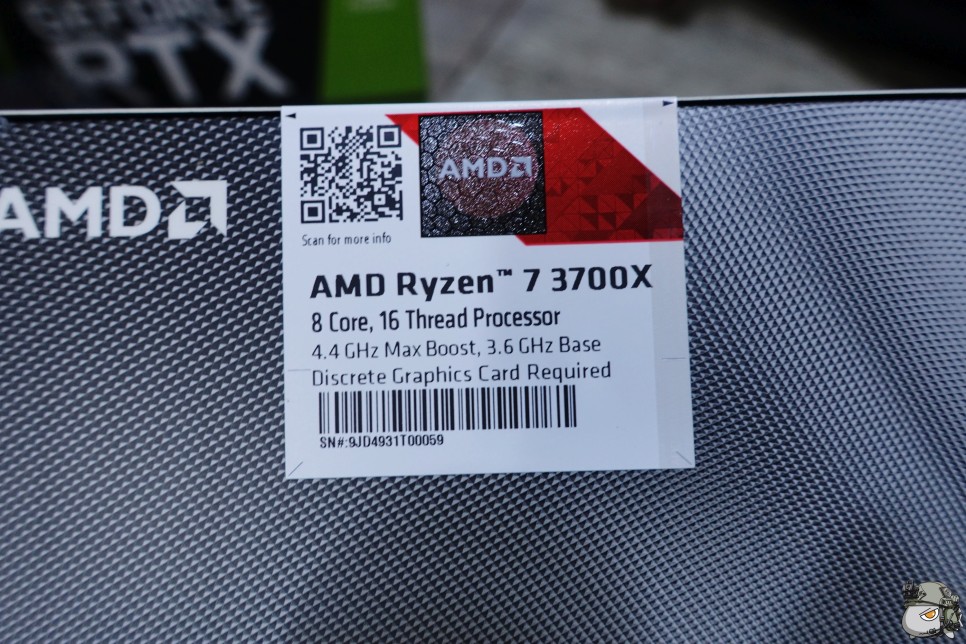 GEFORCE
RTX
AMD
AMD
Scan for more info
AMD Ryzen™ 7 3700X
8 Core, 16 Thread Processor
4.4 GHz Max Boost, 3.6 GHz Base
Discrete Graphics Card Required
SN#:9JD4931T00059